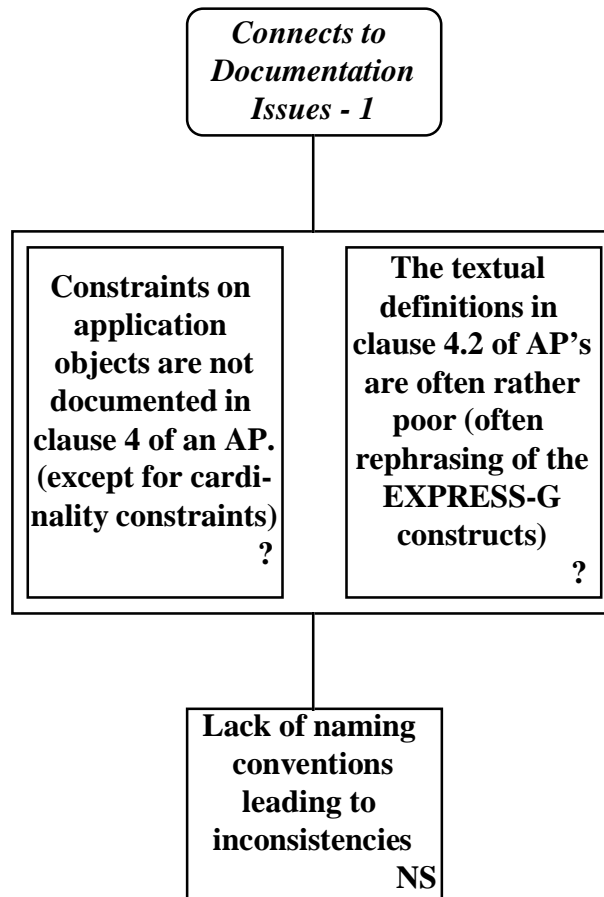 Connects to
Documentation
Issues - 1
Constraints on
application
objects are not
documented in
clause 4 of an AP.
(except for cardi-
nality constraints)
?
The textual
definitions in
clause 4.2 of AP’s
are often rather
poor (often
rephrasing of the
EXPRESS-G
constructs)
?
Lack of naming
conventions
leading to
inconsistencies
NS